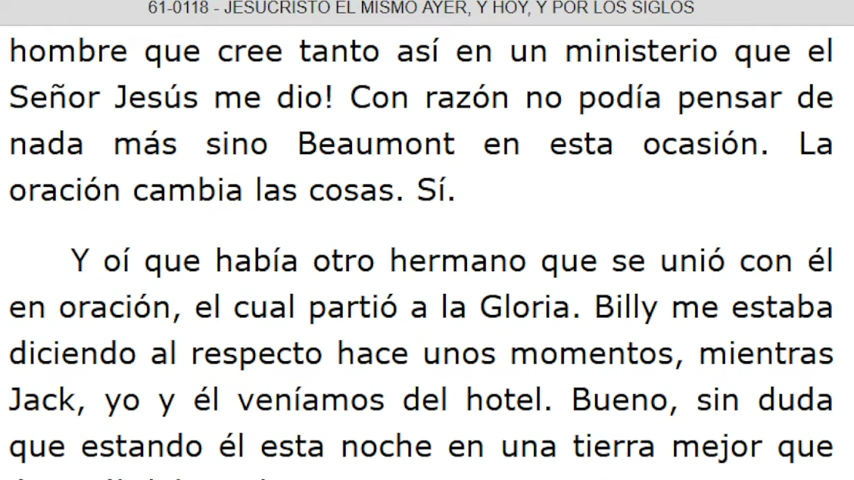 61-0118 - JESUCRISTO EL MISMO AYER, Y HOY, Y POR LOS SIGLOS
hombre que cree tanto así en un ministerio que el
Señor Jesús me dio! Con razón no podía pensar de
nada más sino Beaumont en esta ocasión. La
oración cambia las cosas. Sí.
Y oí que había otro hermano que se unió con él
en oración, el cual partió a la Gloria. Billy me estaba
diciendo al respecto hace unos momentos, mientras
Jack, yo y él veníamos del hotel. Bueno, sin duda
que estando él esta noche en una tierra mejor que